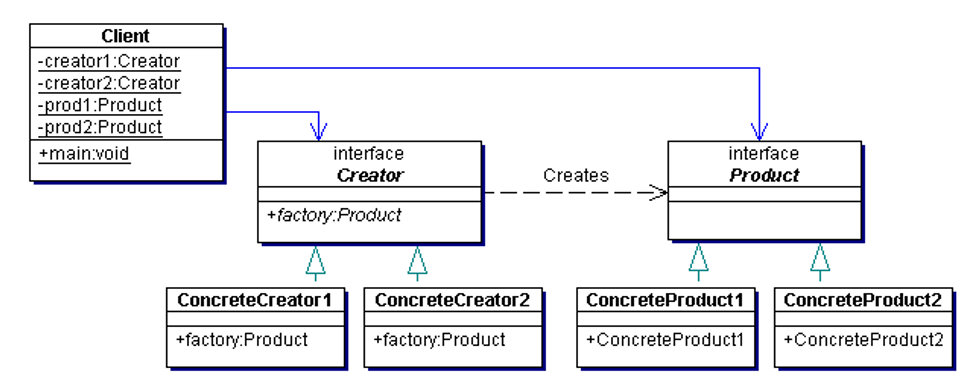 Client
-creator1:Creator
-creator2:Creator
-prod1:Product
-prod2:Product
+main:void
interface
Creator
+factory:Product
Creates
interface
Product
ConcreteCreator1
+factory:Product
ConcreteCreator2
+factory:Product
ConcreteProduct1
+ConcreteProduct1
ConcreteProduct2
+ConcreteProduct2